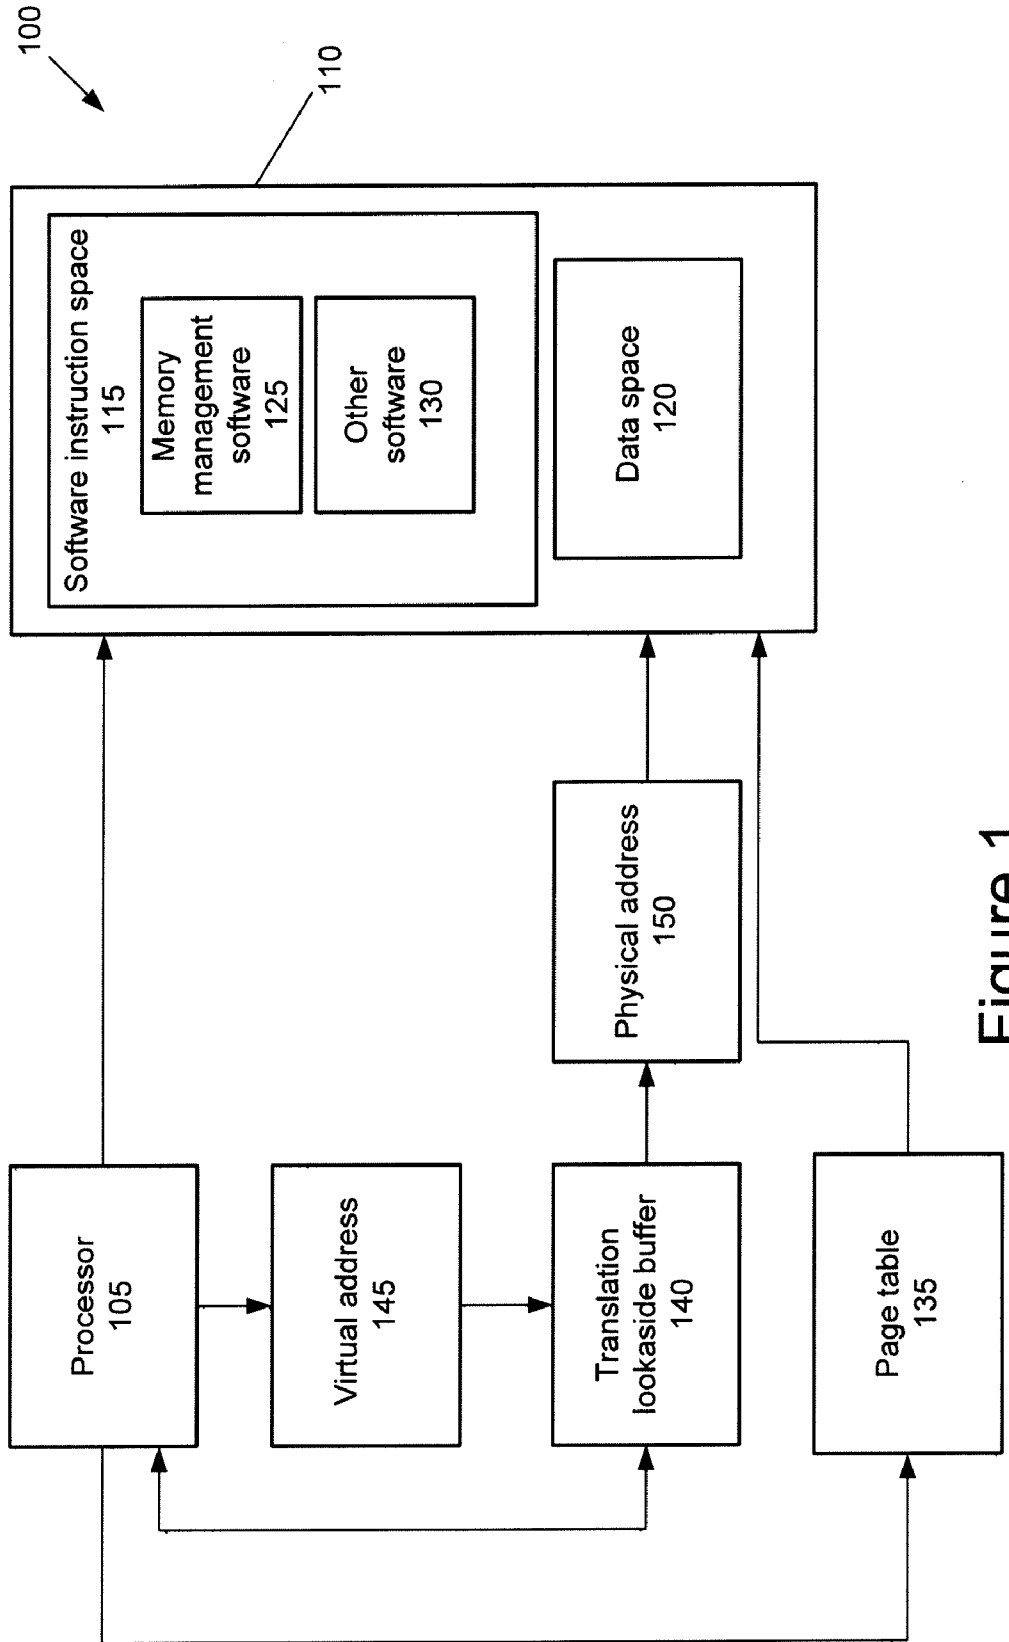 100
110
Software instruction space
115
Memory
management
software
125
Other
software
130
Data space
120
Processor
105
Virtual address
145
Translation
lookaside buffer
140
Physical address
150
Page table
135
Figure 1